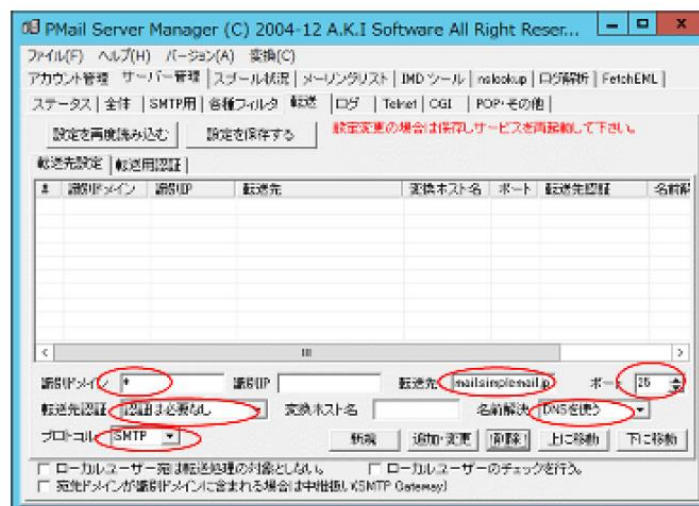 PMail Server Manager (C) 2004-12 A.K.I Software All Right Reser...
ファイル(F) ヘルプ(H) バージョン(A) 変換(C)
アカウント管理 サーバー管理 スプール状況 メーリングリスト IMDツール nslookup ログ解析 FetchEML
ステータス 全体 SMTP用 各種フィルタ 転送 ログ Telnet CGI POP・その他
設定を再度読み込む 設定を保存する 設定変更の場合は保存しサービスを再起動して下さい。
転送先設定 転送用認証
# 識別ドメイン 識別IP 転送先 変換ホスト名 ポート 転送先認証 名前解
識別ドメイン * 識別IP 転送先 mail.simplemail.jp ポート 25
転送先認証 認証は必要なし 変換ホスト名 名前解決 DNSを使う
プロトコル SMTP 新規 追加・変更 削除! 上に移動 下に移動
ローカルユーザー宛は転送処理の対象としない。 ローカルユーザーのチェックを行う。
宛先ドメインが識別ドメインに含まれる場合は中継扱い(SMTP Gateway)